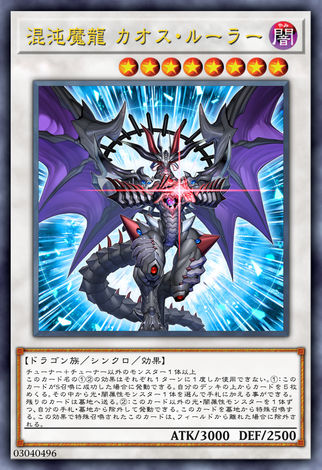 混沌魔龍 カオス・ルーラー
闇
やみ
【ドラゴン族／シンクロ／効果】
チューナー＋チューナー以外のモンスター１体以上
このカード名の①②の効果はそれぞれ１ターンに１度しか使用できない。①：この
カードがS召喚に成功した場合に発動できる。自分のデッキの上からカードを５枚
めくる。その中から光・闇属性モンスター１体を選んで手札に加える事ができる。
残りのカードは墓地へ送る。②：このカード以外の光・闇属性モンスターを１体ず
つ、自分の手札・墓地から除外して発動できる。このカードを墓地から特殊召喚す
る。この効果で特殊召喚されたこのカードは、フィールドから離れた場合に除外さ
れる。
ATK/3000 DEF/2500
03040496